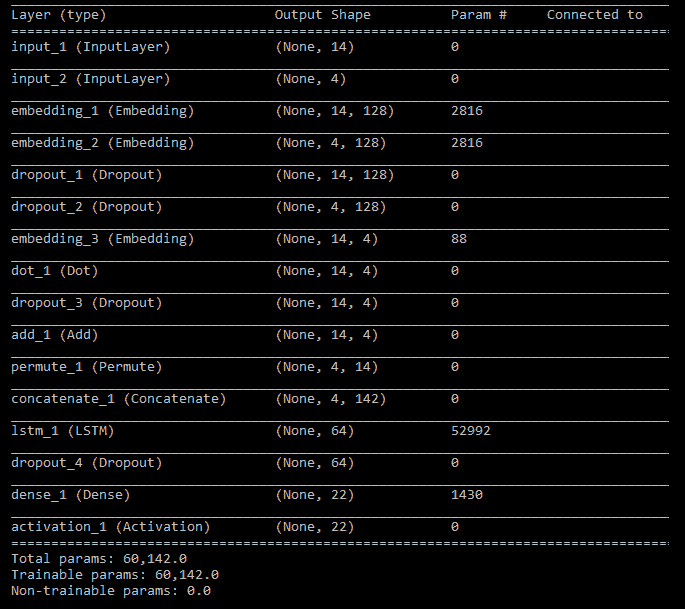 Layer (type) Output Shape Param # Connected to
================================================================================
input_1 (InputLayer) (None, 14) 0
input_2 (InputLayer) (None, 4) 0
embedding_1 (Embedding) (None, 14, 128) 2816
embedding_2 (Embedding) (None, 4, 128) 2816
dropout_1 (Dropout) (None, 14, 128) 0
dropout_2 (Dropout) (None, 4, 128) 0
embedding_3 (Embedding) (None, 14, 4) 88
dot_1 (Dot) (None, 14, 4) 0
dropout_3 (Dropout) (None, 14, 4) 0
add_1 (Add) (None, 14, 4) 0
permute_1 (Permute) (None, 4, 14) 0
concatenate_1 (Concatenate) (None, 4, 142) 0
lstm_1 (LSTM) (None, 64) 52992
dropout_4 (Dropout) (None, 64) 0
dense_1 (Dense) (None, 22) 1430
activation_1 (Activation) (None, 22) 0
================================================================================
Total params: 60,142.0
Trainable params: 60,142.0
Non-trainable params: 0.0